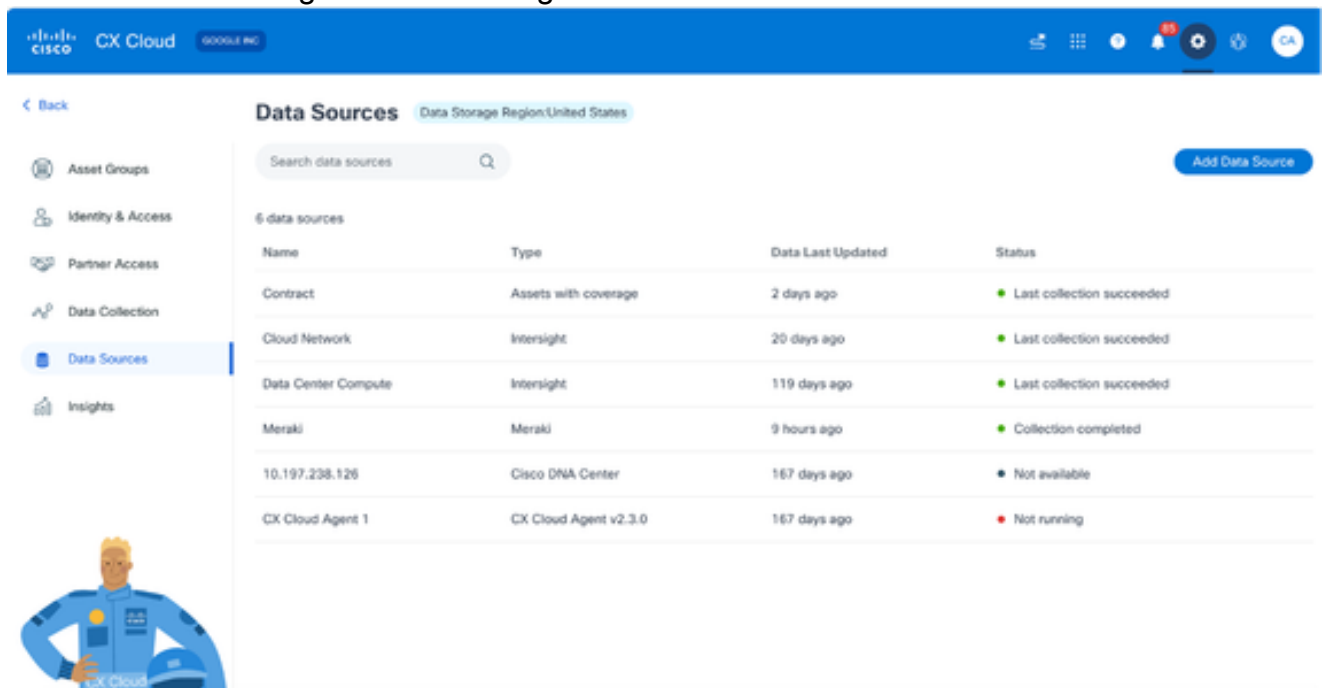 CISCO CX Cloud GOOGLE INC 85 CA
Back
Data Sources Data Storage Region:United States
Search data sources
Add Data Source
Asset Groups
Identity & Access
Partner Access
Data Collection
Data Sources
Insights
6 data sources
Name Type Data Last Updated Status
Contract Assets with coverage 2 days ago Last collection succeeded
Cloud Network Intersight 20 days ago Last collection succeeded
Data Center Compute Intersight 119 days ago Last collection succeeded
Meraki Meraki 9 hours ago Collection completed
10.197.238.126 Cisco DNA Center 167 days ago Not available
CX Cloud Agent 1 CX Cloud Agent v2.3.0 167 days ago Not running
CX Cloud